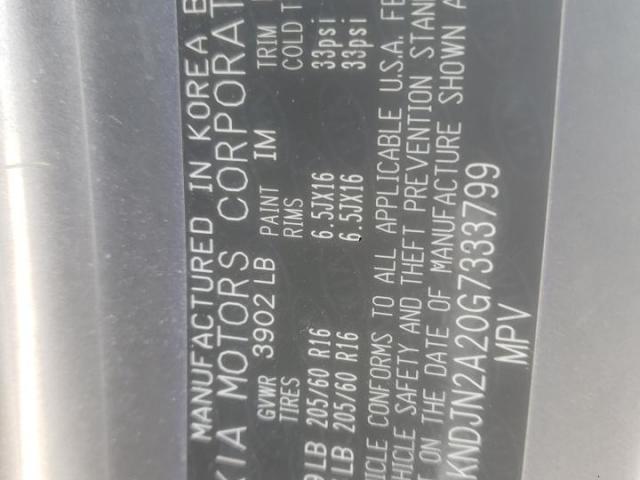 MANUFACTURED IN KOREA B
KIA MOTORS CORPORAT
GVWR 3902 LB PAINT IM TRIM
TIRES RIMS COLD T
LB 205/60 R16 6.5JX16 33psi
LB 205/60 R16 6.5JX16 33psi
ICLE CONFORMS TO ALL APPLICABLE U.S.A. FE
HICLE SAFETY AND THEFT PREVENTION STAN
ON THE DATE OF MANUFACTURE SHOWN A
KNDJN2A20G7333799
MPV